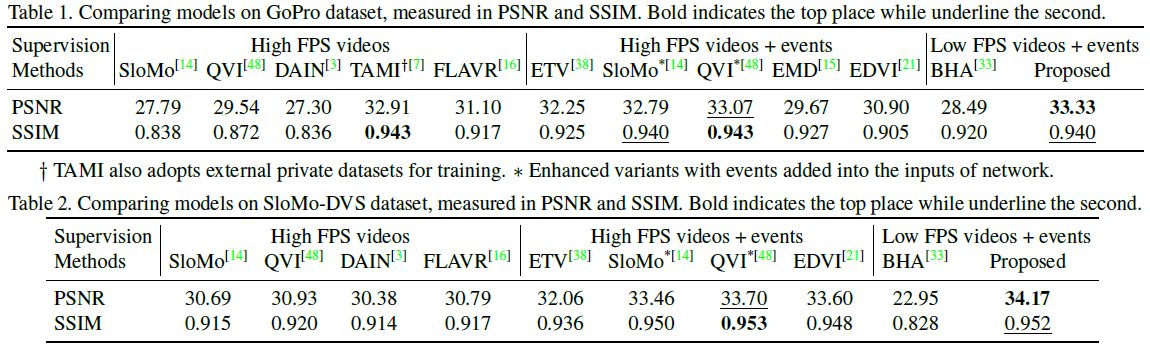 Table 1. Comparing models on GoPro dataset, measured in PSNR and SSIM. Bold indicates the top place while underline the second.
Supervision High FPS videos High FPS videos + events Low FPS videos + events
Methods SloMo[14] QVI[48] DAIN[3] TAMI†[7] FLAVR[16] ETV[38] SloMo*[14] QVI*[48] EMD[15] EDVI[21] BHA[33] Proposed
PSNR 27.79 29.54 27.30 32.91 31.10 32.25 32.79 33.07 29.67 30.90 28.49 33.33
SSIM 0.838 0.872 0.836 0.943 0.917 0.925 0.940 0.943 0.927 0.905 0.920 0.940
† TAMI also adopts external private datasets for training. ∗ Enhanced variants with events added into the inputs of network.
Table 2. Comparing models on SloMo-DVS dataset, measured in PSNR and SSIM. Bold indicates the top place while underline the second.
Supervision High FPS videos High FPS videos + events Low FPS videos + events
Methods SloMo[14] QVI[48] DAIN[3] FLAVR[16] ETV[38] SloMo*[14] QVI*[48] EDVI[21] BHA[33] Proposed
PSNR 30.69 30.93 30.38 30.79 32.06 33.46 33.70 33.60 22.95 34.17
SSIM 0.915 0.920 0.914 0.917 0.936 0.950 0.953 0.948 0.828 0.952